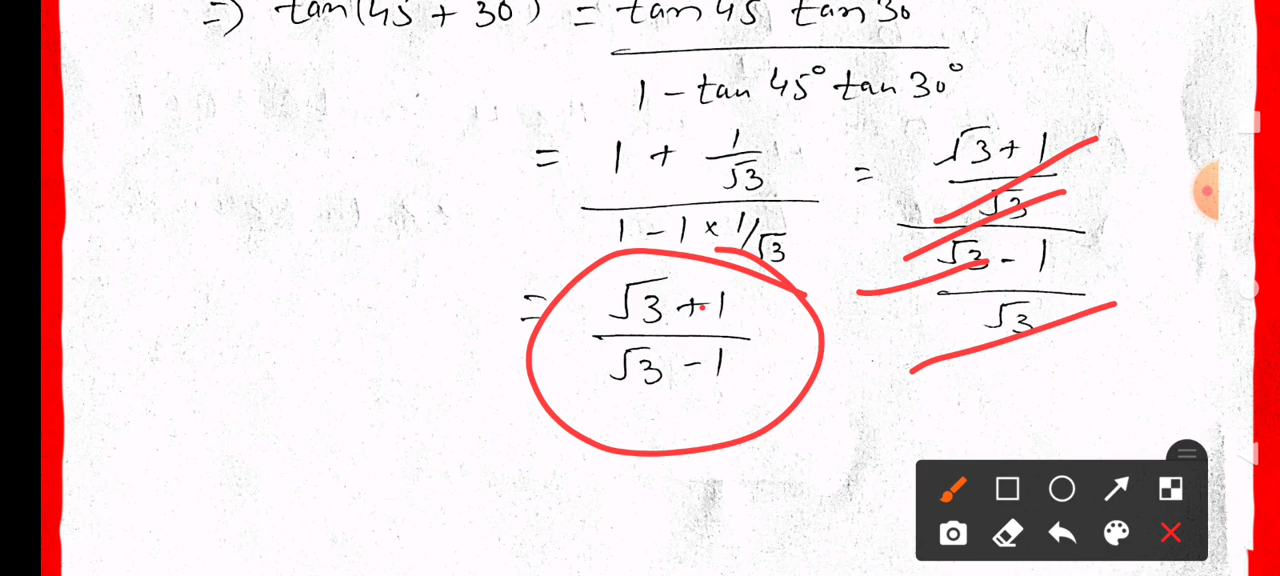 =) tan(45 + 30) = tan 45 tan 30
1 - tan 45° tan 30°
= 1 + 1/√3 = √3 + 1/√3
1 - 1 × 1/√3 √3 - 1/√3
= √3 + 1
√3 - 1